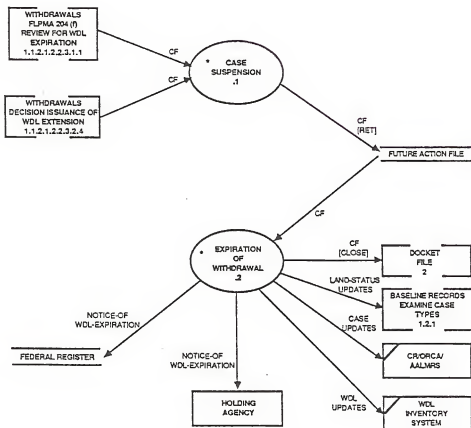 WITHDRAWALS
FLPMA 204 (f)
REVIEW FOR WDL
EXPIRATION
1.1.2.1.2.2.3.1.1
CF
* CASE
SUSPENSION
.1
CF
WITHDRAWALS
DECISION ISSUANCE OF
WDL EXTENSION
1.1.2.1.2.2.3.2.4
CF
[RET]
FUTURE ACTION FILE
CF
* EXPIRATION
OF
WITHDRAWAL
.2
CF
[CLOSE]
DOCKET
FILE
2
LAND-STATUS
UPDATES
BASELINE RECORDS
EXAMINE CASE
TYPES
1.2.1
CASE
UPDATES
NOTICE-OF
WDL-EXPIRATION
FEDERAL REGISTER
NOTICE-OF
WDL-EXPIRATION
CR/ORCA/
AALMRS
HOLDING
AGENCY
WDL
UPDATES
WDL
INVENTORY
SYSTEM